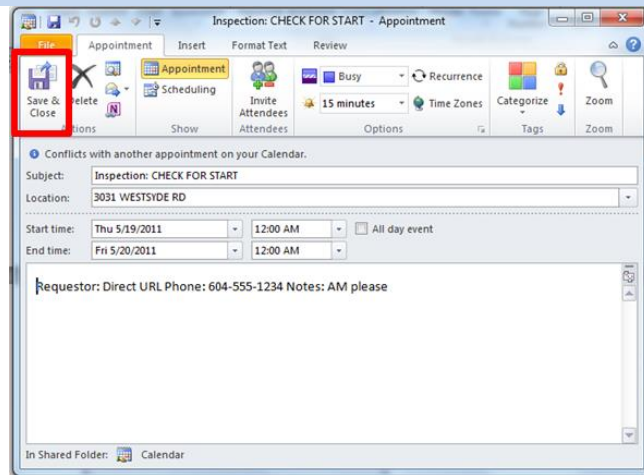 Inspection: CHECK FOR START - Appointment
File Appointment Insert Format Text Review
Save & Close
Delete
Appointment
Scheduling
Invite Attendees
Busy
15 minutes
Recurrence
Time Zones
Categorize
Zoom
Actions Show Attendees Options Tags Zoom
Conflicts with another appointment on your Calendar.
Subject: Inspection: CHECK FOR START
Location: 3031 WESTSYDE RD
Start time: Thu 5/19/2011 12:00 AM All day event
End time: Fri 5/20/2011 12:00 AM
Requestor: Direct URL Phone: 604-555-1234 Notes: AM please
In Shared Folder: Calendar